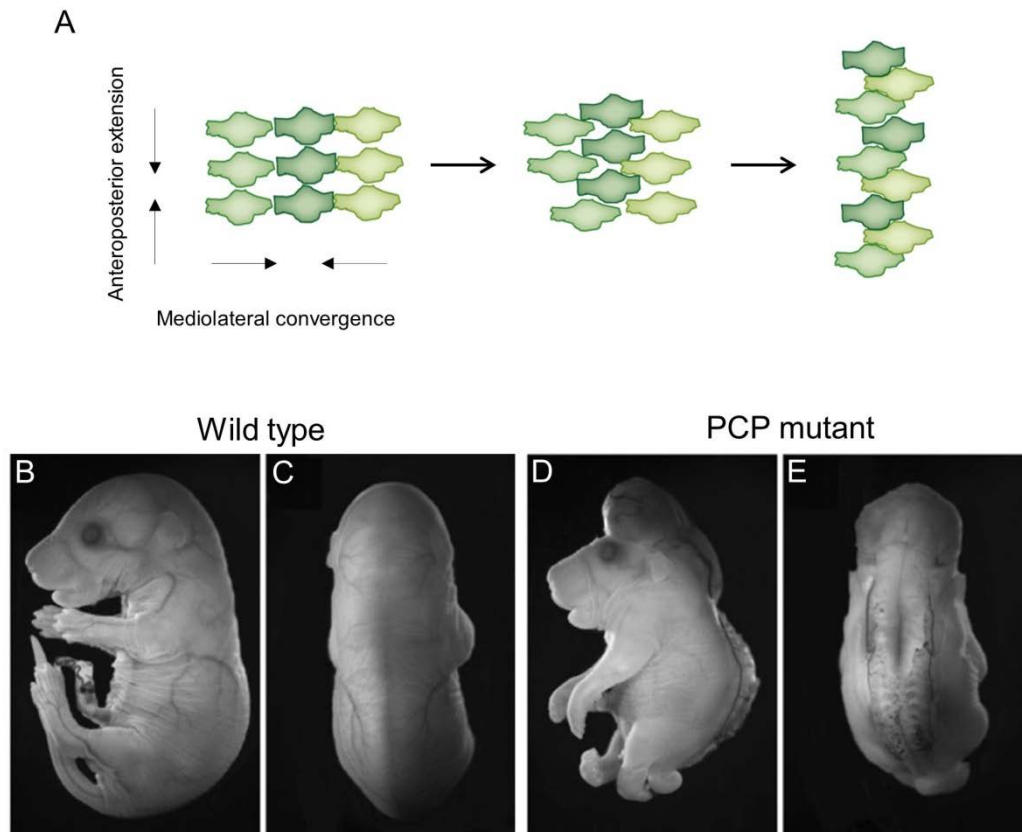 A
Anteroposterior extension
Mediolateral convergence
Wild type
PCP mutant
B
C
D
E